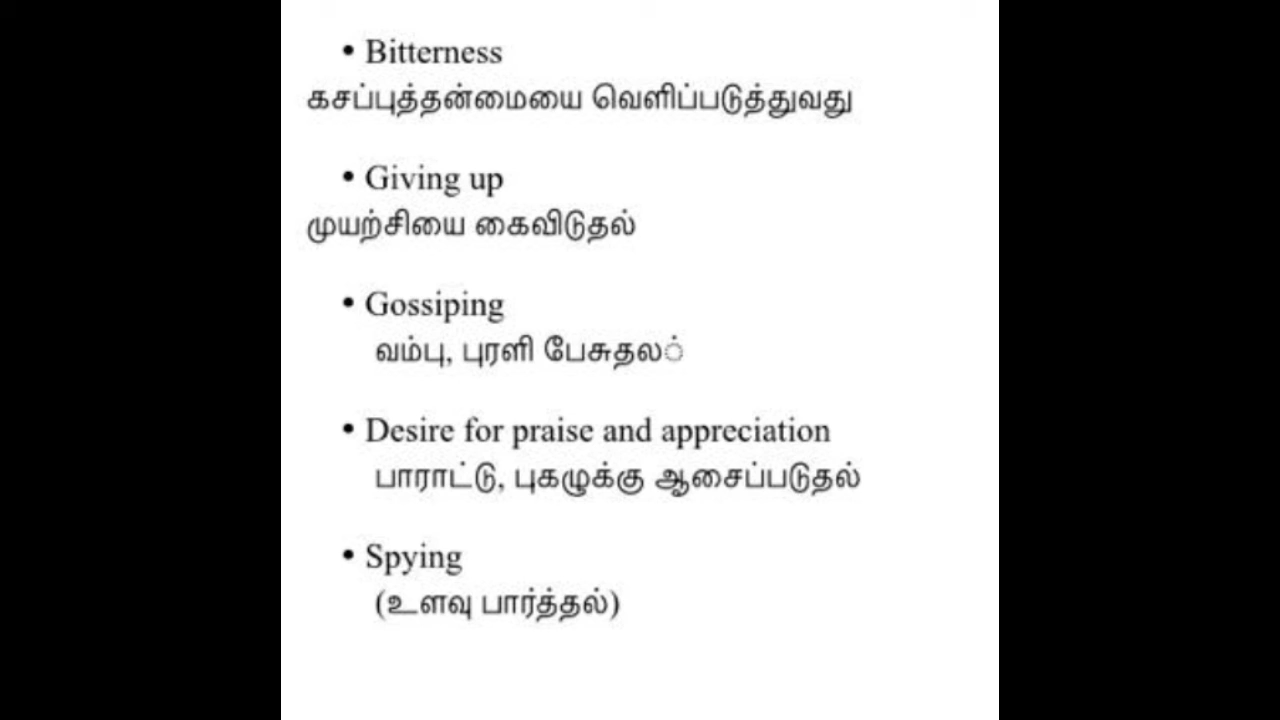 • Bitterness
கசப்புத்தன்மையை வெளிப்படுத்துவது
• Giving up
முயற்சியை கைவிடுதல்
• Gossiping
வம்பு, புரளி பேசுதல்
• Desire for praise and appreciation
பாராட்டு, புகழுக்கு ஆசைப்படுதல்
• Spying
(உளவு பார்த்தல்)